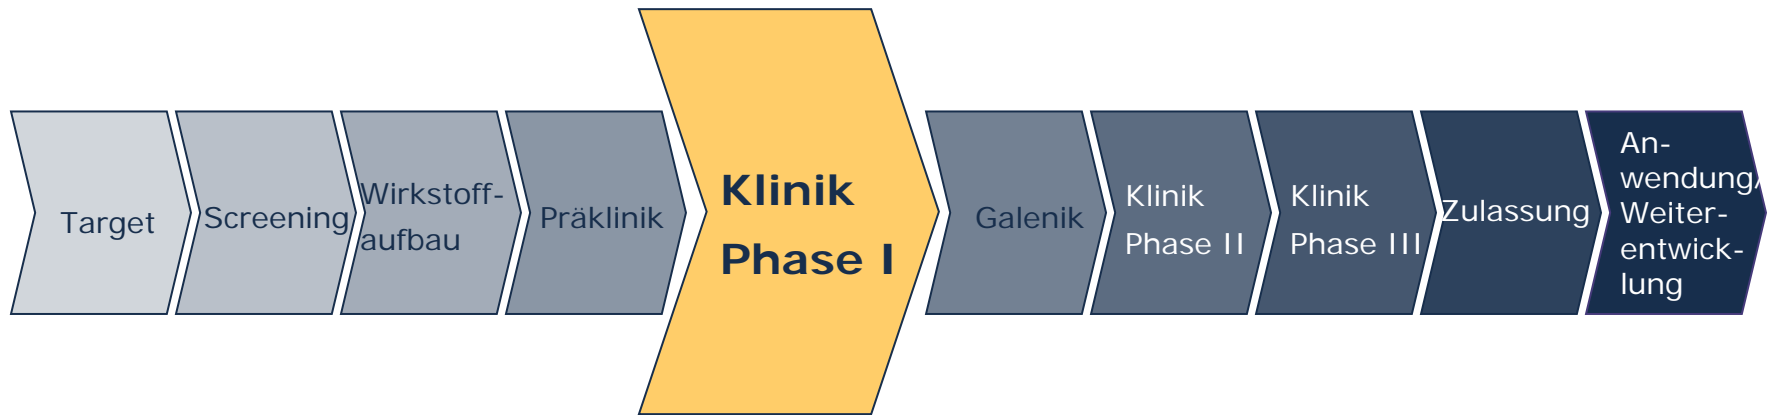 Target
Screening
Wirkstoff-
aufbau
Präklinik
Klinik
Phase I
Galenik
Klinik
Phase II
Klinik
Phase III
Zulassung
An-
wendung/
Weiter-
entwick-
lung